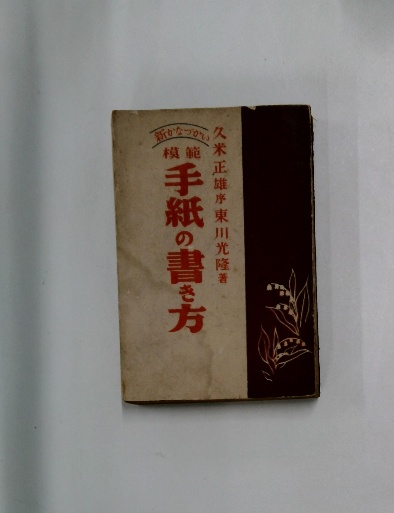 久米正雄序 東川光隆著
新かなづかい
模範
手紙の書き方